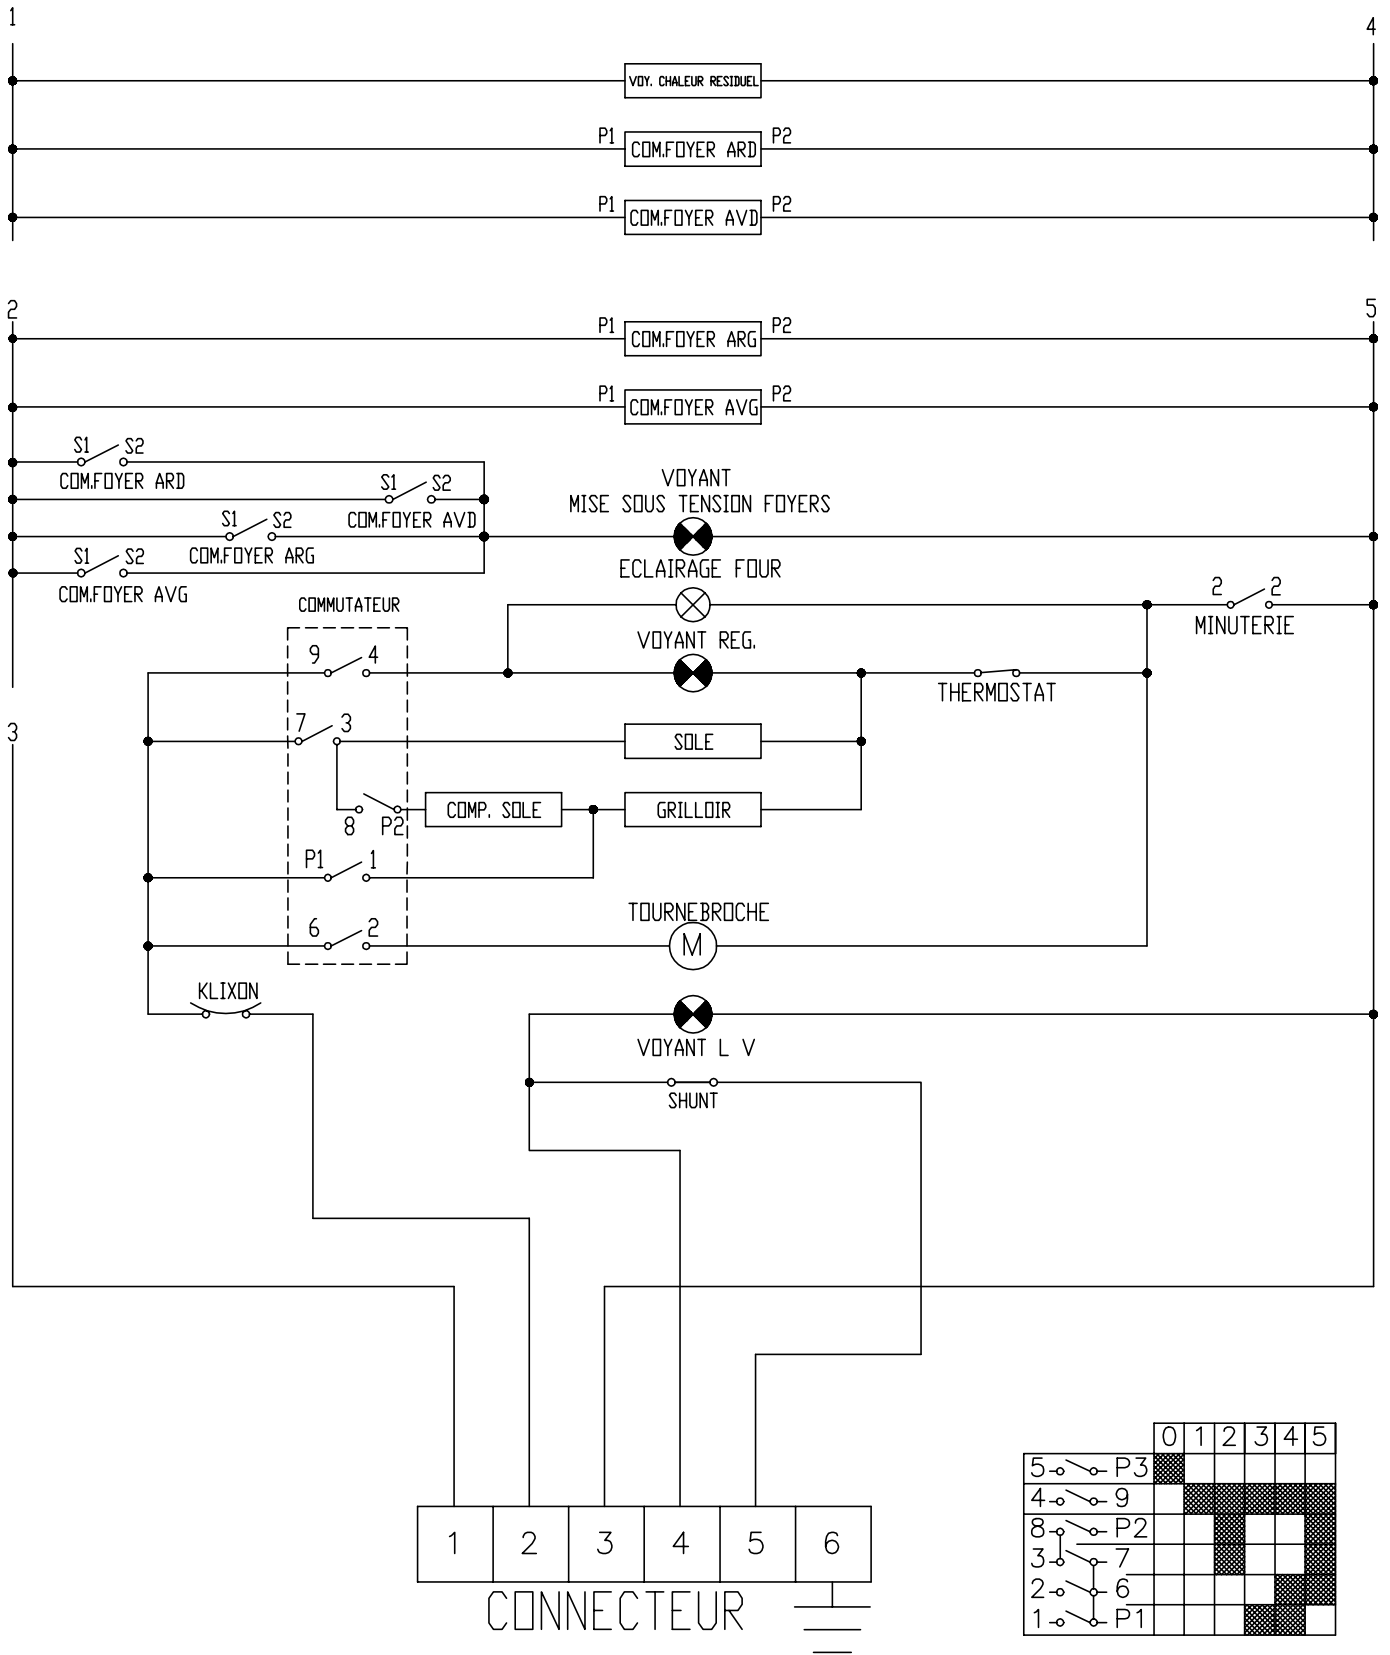 1
4
VOY. CHALEUR RESIDUEL
P1 COM.FOYER ARD P2
P1 COM.FOYER AVD P2
2
5
P1 COM.FOYER ARG P2
P1 COM.FOYER AVG P2
S1 S2
COM.FOYER ARD
S1 S2
COM.FOYER AVD
S1 S2
COM.FOYER ARG
S1 S2
COM.FOYER AVG
VOYANT
MISE SOUS TENSION FOYERS
ECLAIRAGE FOUR
2 2
MINUTERIE
COMMUTATEUR
VOYANT REG.
9 4
THERMOSTAT
3
7 3
SOLE
8 P2
COMP. SOLE
GRILLOIR
P1 1
TOURNEBROCHE
6 2
M
KLIXON
VOYANT L V
SHUNT
1 2 3 4 5 6
CONNECTEUR
0 1 2 3 4 5
5 P3
4 9
8 P2
3 7
2 6
1 P1